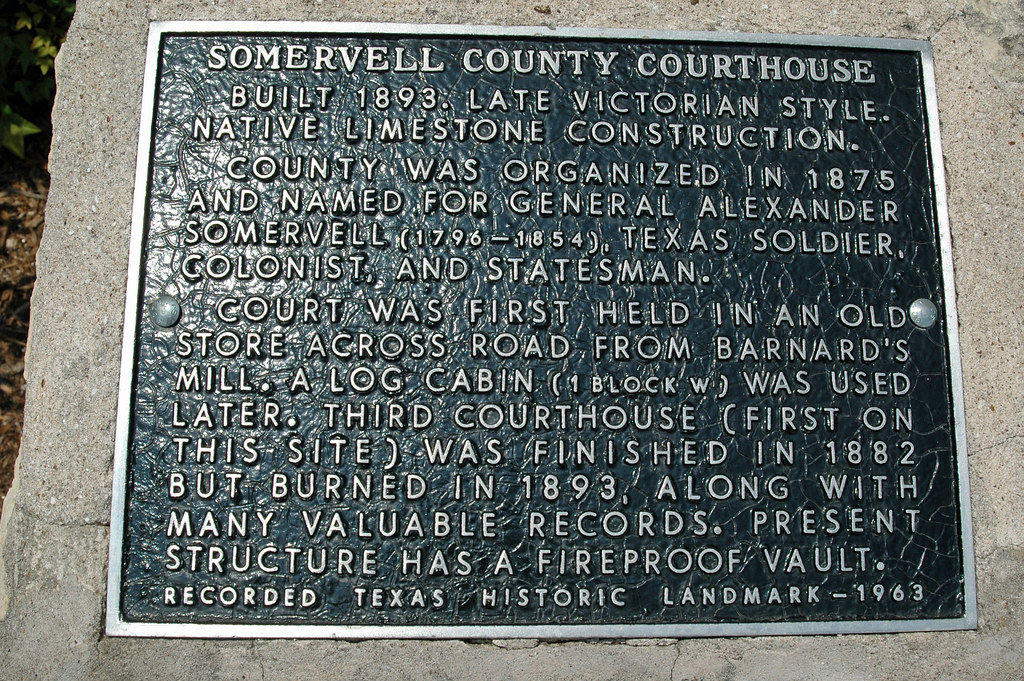 SOMERVELL COUNTY COURTHOUSE
BUILT 1893. LATE VICTORIAN STYLE.
NATIVE LIMESTONE CONSTRUCTION.
COUNTY WAS ORGANIZED IN 1875
AND NAMED FOR GENERAL ALEXANDER
SOMERVELL (1796-1854), TEXAS SOLDIER,
COLONIST, AND STATESMAN.
COURT WAS FIRST HELD IN AN OLD
STORE ACROSS ROAD FROM BARNARD'S
MILL. A LOG CABIN (1 BLOCK W) WAS USED
LATER. THIRD COURTHOUSE (FIRST ON
THIS SITE) WAS FINISHED IN 1882
BUT BURNED IN 1893, ALONG WITH
MANY VALUABLE RECORDS. PRESENT
STRUCTURE HAS A FIREPROOF VAULT.
RECORDED TEXAS HISTORIC LANDMARK-1963